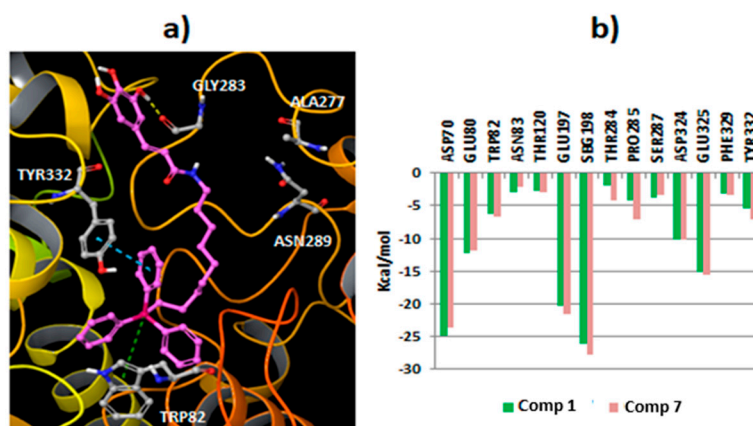 a)
GLY283
ALA277
TYR332
ASN289
TRP82
b)
ASP70
GLU80
TRP82
ASN83
THR120
GLU197
SBG198
THR284
PRO285
SER287
ASP324
GLU325
PHE329
TYR332
0
-5
-10
-15
-20
-25
-30
Kcal/mol
Comp 1
Comp 7